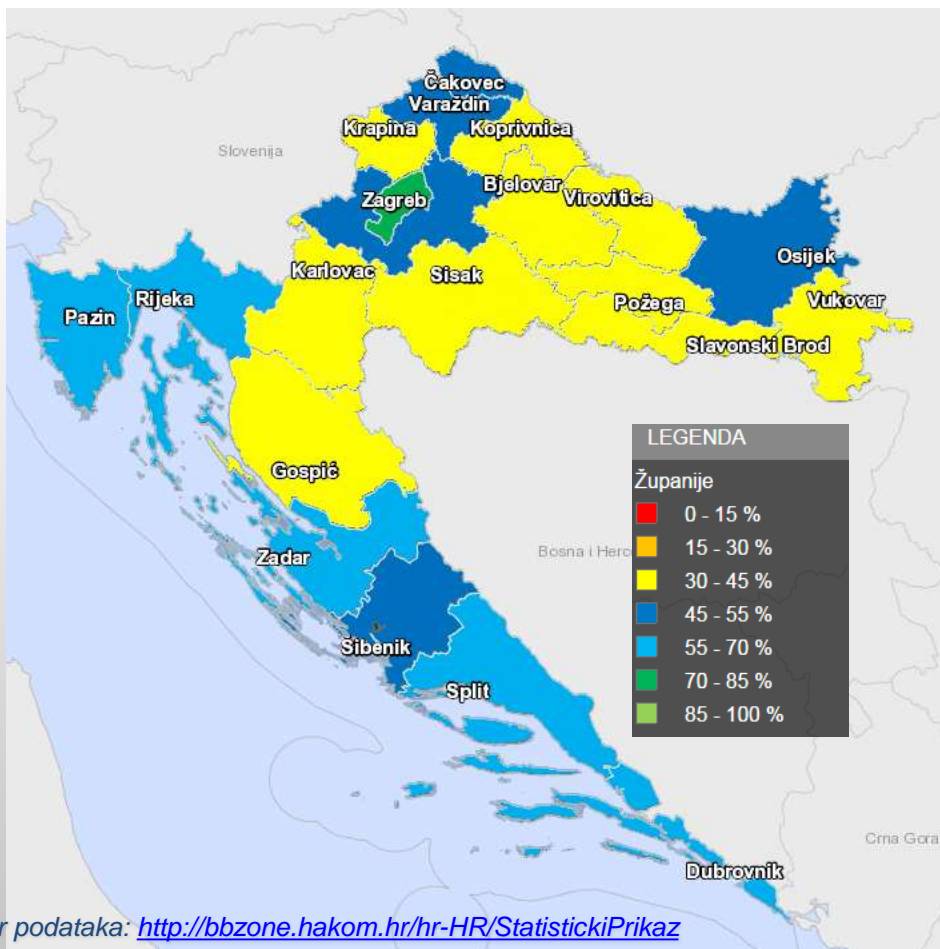 Čakovec
Varaždin
Krapina
Koprivnica
Slovenija
Bjelovar
Zagreb
Virovitica
Osijek
Karlovac
Sisak
Rijeka
Pazin
Požega
Vukovar
Slavonski Brod
LEGENDA
Županije
0 - 15 %
15 - 30 %
30 - 45 %
45 - 55 %
55 - 70 %
70 - 85 %
85 - 100 %
Gospić
Bosna i Herc
Zadar
Šibenik
Split
Crna Gora
Dubrovnik
r podataka: http://bbzone.hakom.hr/hr-HR/StatistickiPrikaz